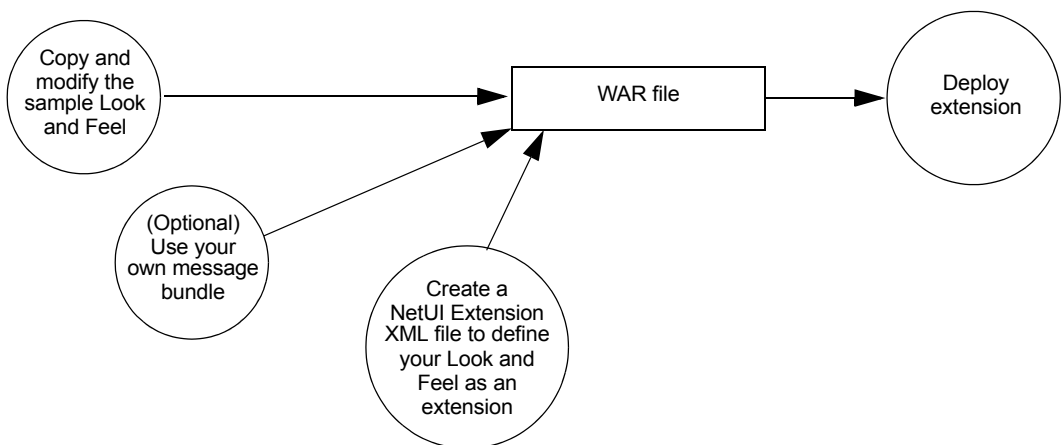 Copy and
modify the
sample Look
and Feel
WAR file
Deploy
extension
(Optional)
Use your
own message
bundle
Create a
NetUI Extension
XML file to define
your Look and
Feel as an
extension